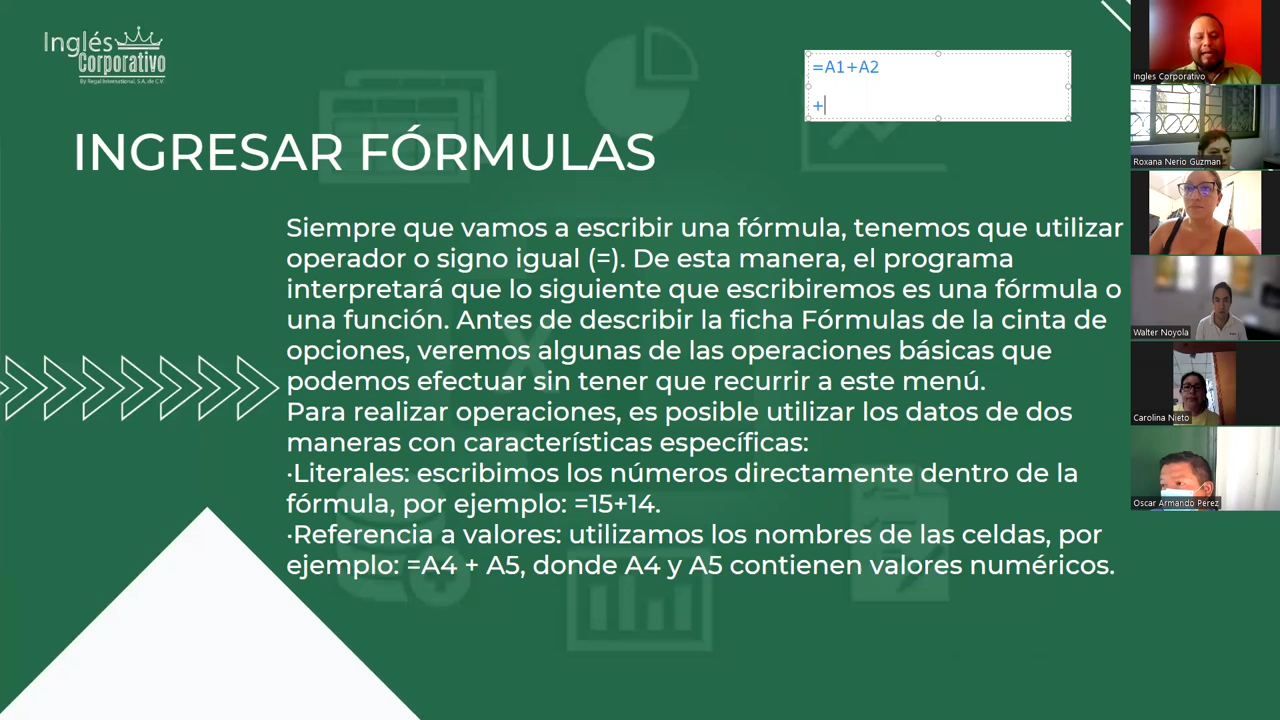 Inglés
Corporativo
By Regal International, S.A. de C.V.
=A1+A2
+
INGRESAR FÓRMULAS
Siempre que vamos a escribir una fórmula, tenemos que utilizar
operador o signo igual (=). De esta manera, el programa
interpretará que lo siguiente que escribiremos es una fórmula o
una función. Antes de describir la ficha Fórmulas de la cinta de
opciones, veremos algunas de las operaciones básicas que
podemos efectuar sin tener que recurrir a este menú.
Para realizar operaciones, es posible utilizar los datos de dos
maneras con características específicas:
·Literales: escribimos los números directamente dentro de la
fórmula, por ejemplo: =15+14.
·Referencia a valores: utilizamos los nombres de las celdas, por
ejemplo: =A4 + A5, donde A4 y A5 contienen valores numéricos.
Ingles Corporativo
Roxana Nerio Guzman
Walter Noyola
Carolina Nieto
Oscar Armando Perez